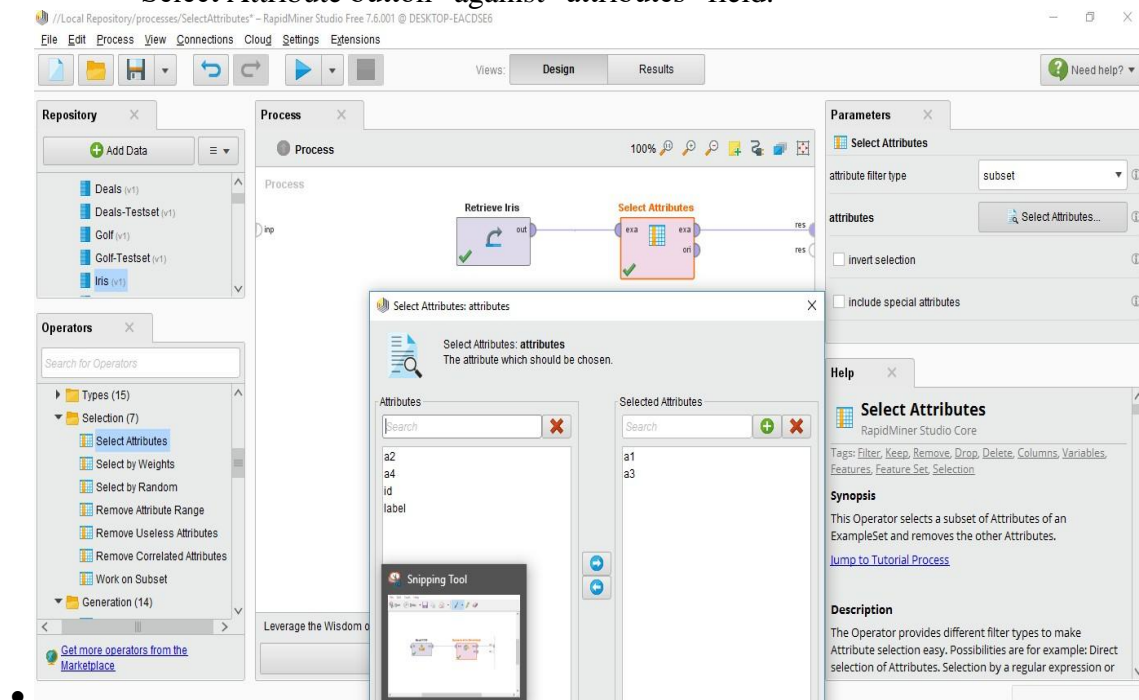 Select Attribute button" against "attributes" field.
//Local Repository/processes/SelectAttributes* – RapidMiner Studio Free 7.6.001 @ DESKTOP-EACDSE6
File Edit Process View Connections Cloud Settings Extensions
Views: Design Results
Need help?
Repository
Add Data
Deals (v1)
Deals-Testset (v1)
Golf (v1)
Golf-Testset (v1)
Iris (v1)
Operators
Search for Operators
Types (15)
Selection (7)
Select Attributes
Select by Weights
Select by Random
Remove Attribute Range
Remove Useless Attributes
Remove Correlated Attributes
Work on Subset
Generation (14)
Get more operators from the
Marketplace
Process
Process
100%
Process
inp
Retrieve Iris
out
Select Attributes
exa exa
ori
res
res
Leverage the Wisdom o
Select Attributes: attributes
Select Attributes: attributes
The attribute which should be chosen.
Attributes
Search
a2
a4
id
label
Selected Attributes
Search
a1
a3
Snipping Tool
Parameters
Select Attributes
attribute filter type subset
attributes Select Attributes...
invert selection
include special attributes
Help
Select Attributes
RapidMiner Studio Core
Tags: Filter, Keep, Remove, Drop, Delete, Columns, Variables,
Features, Feature Set, Selection
Synopsis
This Operator selects a subset of Attributes of an
ExampleSet and removes the other Attributes.
Jump to Tutorial Process
Description
The Operator provides different filter types to make
Attribute selection easy. Possibilities are for example: Direct
selection of Attributes. Selection by a regular expression or